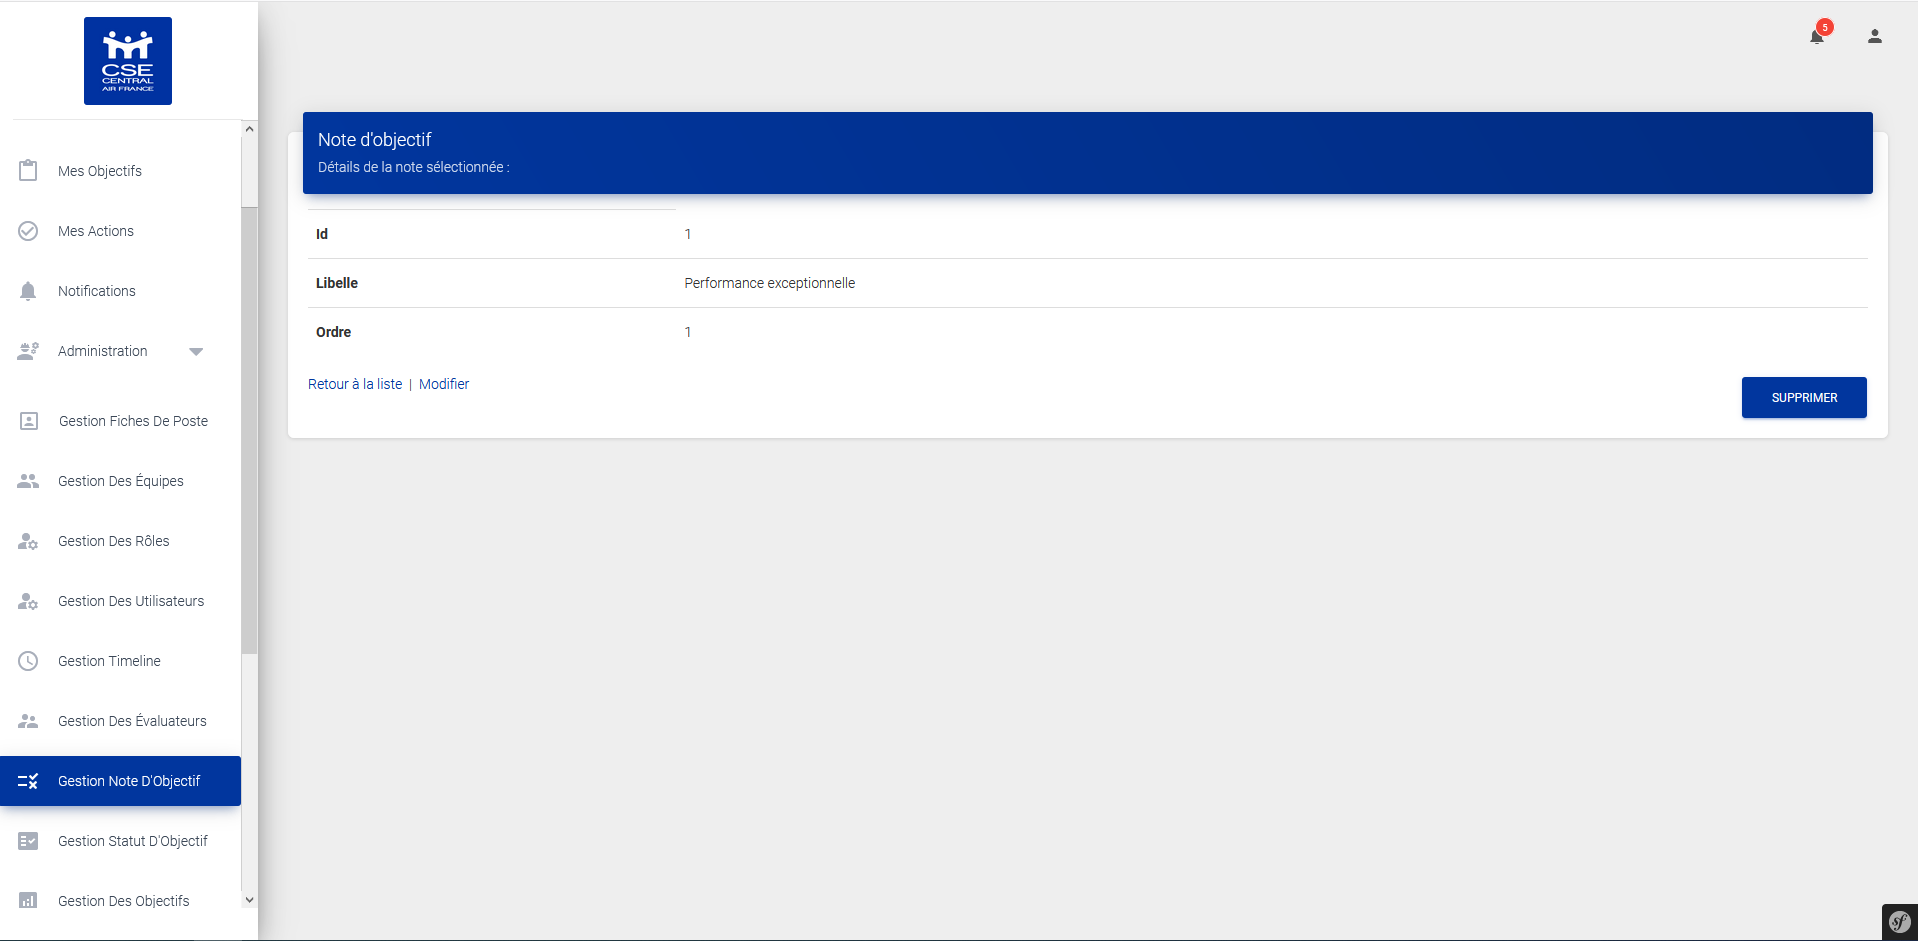 CSE
CENTRAL
AIR FRANCE
5
Mes Objectifs
Mes Actions
Notifications
Administration
Gestion Fiches De Poste
Gestion Des Équipes
Gestion Des Rôles
Gestion Des Utilisateurs
Gestion Timeline
Gestion Des Évaluateurs
Gestion Note D'Objectif
Gestion Statut D'Objectif
Gestion Des Objectifs
Note d'objectif
Détails de la note sélectionnée :
Id 1
Libelle Performance exceptionnelle
Ordre 1
Retour à la liste | Modifier
SUPPRIMER
sf